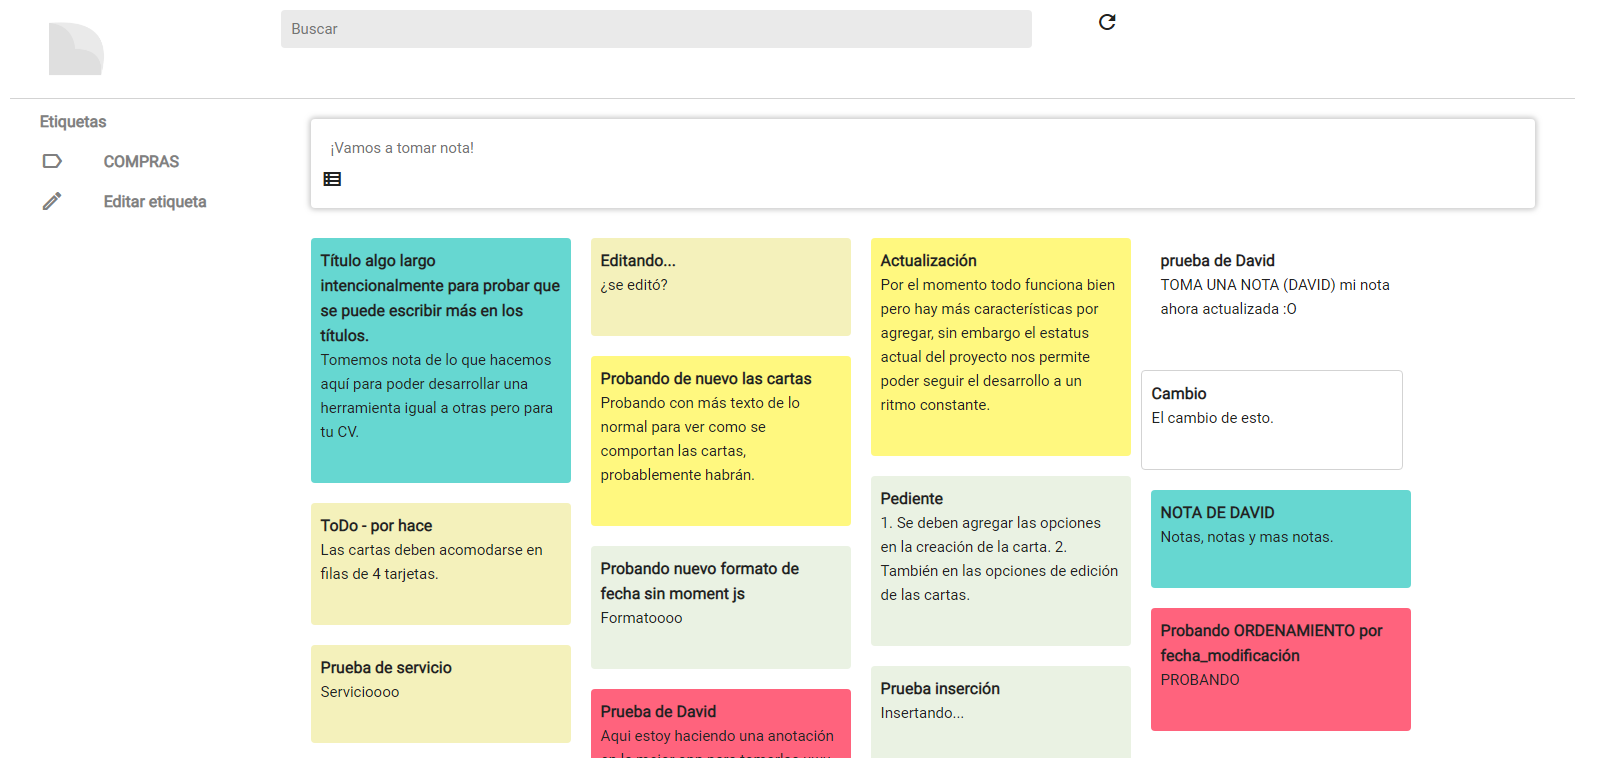 Buscar
Etiquetas
COMPRAS
Editar etiqueta
¡Vamos a tomar nota!
Título algo largo
intencionalmente para probar que
se puede escribir más en los
títulos.
Tomemos nota de lo que hacemos
aquí para poder desarrollar una
herramienta igual a otras pero para
tu CV.
ToDo - por hace
Las cartas deben acomodarse en
filas de 4 tarjetas.
Prueba de servicio
Servicioooo
Editando...
¿se editó?
Probando de nuevo las cartas
Probando con más texto de lo
normal para ver como se
comportan las cartas,
probablemente habrán.
Probando nuevo formato de
fecha sin moment js
Formatoooo
Prueba de David
Aqui estoy haciendo una anotación
Actualización
Por el momento todo funciona bien
pero hay más características por
agregar, sin embargo el estatus
actual del proyecto nos permite
poder seguir el desarrollo a un
ritmo constante.
Pediente
1. Se deben agregar las opciones
en la creación de la carta. 2.
También en las opciones de edición
de las cartas.
Prueba inserción
Insertando...
prueba de David
TOMA UNA NOTA (DAVID) mi nota
ahora actualizada :O
Cambio
El cambio de esto.
NOTA DE DAVID
Notas, notas y mas notas.
Probando ORDENAMIENTO por
fecha_modificación
PROBANDO